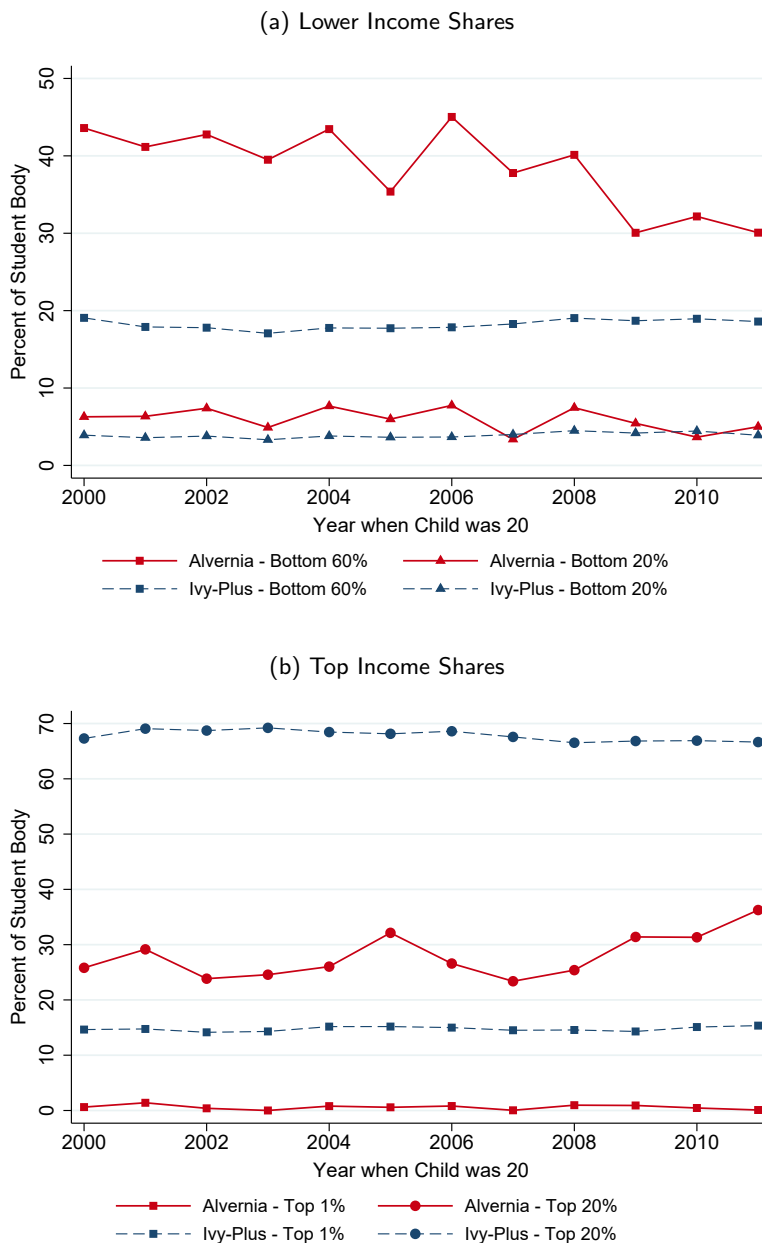 (a) Lower Income Shares
50
40
30
20
10
0
Percent of Student Body
2000 2002 2004 2006 2008 2010
Year when Child was 20
Alvernia - Bottom 60% Alvernia - Bottom 20%
Ivy-Plus - Bottom 60% Ivy-Plus - Bottom 20%
(b) Top Income Shares
70
60
50
40
30
20
10
0
Percent of Student Body
2000 2002 2004 2006 2008 2010
Year when Child was 20
Alvernia - Top 1% Alvernia - Top 20%
Ivy-Plus - Top 1% Ivy-Plus - Top 20%